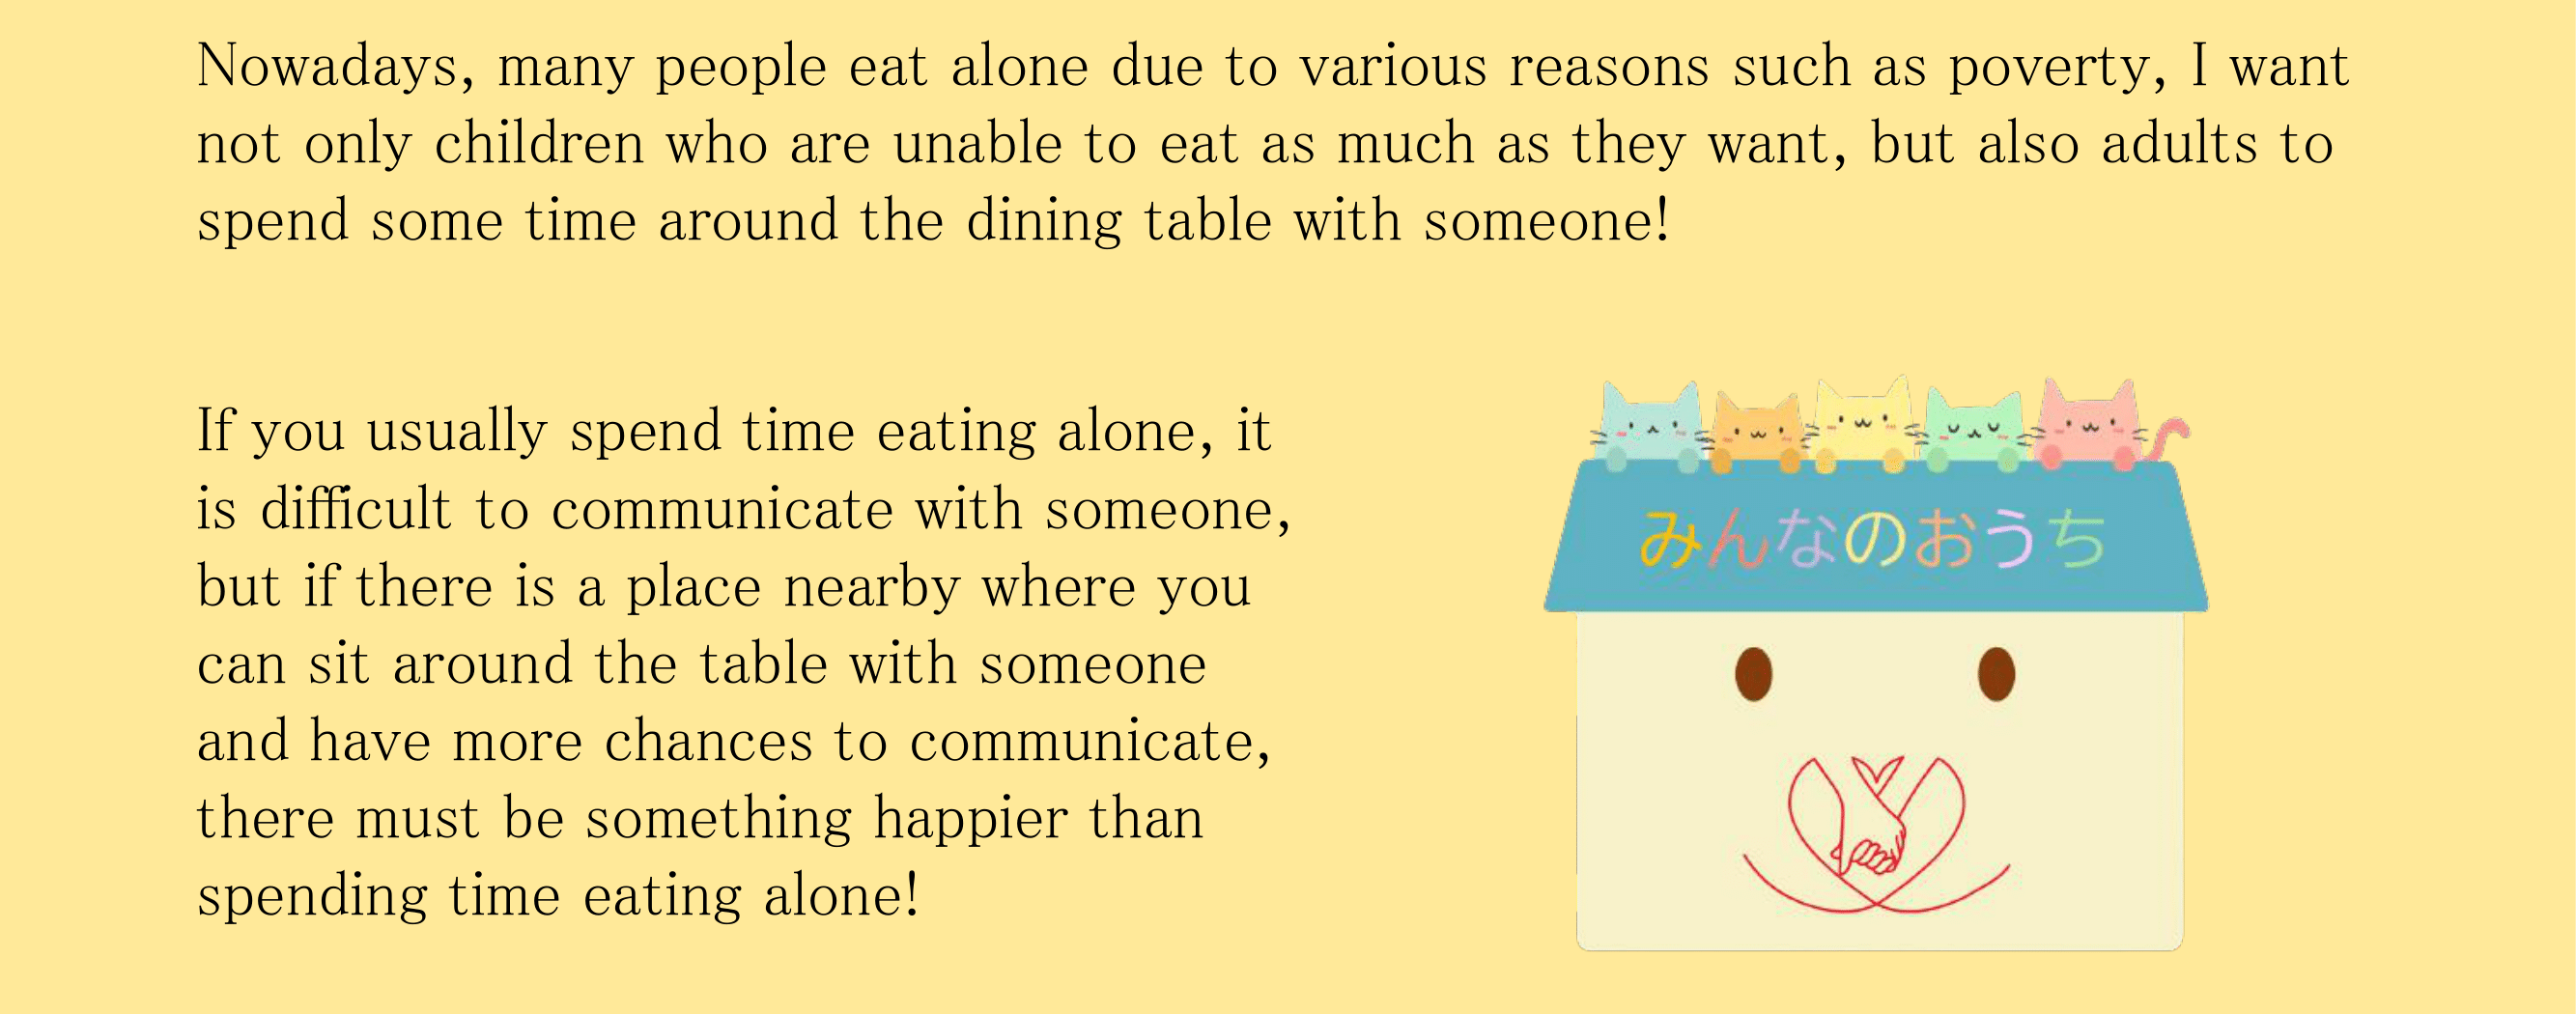 Nowadays, many people eat alone due to various reasons such as poverty, I want
not only children who are unable to eat as much as they want, but also adults to
spend some time around the dining table with someone!
If you usually spend time eating alone, it
is difficult to communicate with someone,
but if there is a place nearby where you
can sit around the table with someone
and have more chances to communicate,
there must be something happier than
spending time eating alone!
みんなのおうち